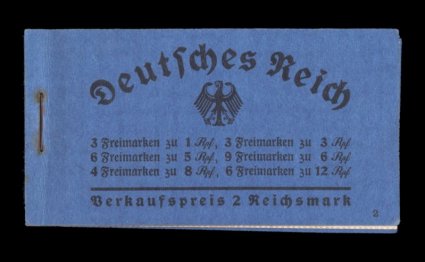 Deutſches Reich
3 Freimarken zu 1 Rpf, 3 Freimarken zu 3 Rpf
6 Freimarken zu 5 Rpf, 9 Freimarken zu 6 Rpf
4 Freimarken zu 8 Rpf, 6 Freimarken zu 12 Rpf
Verkaufspreis 2 Reichsmark
2